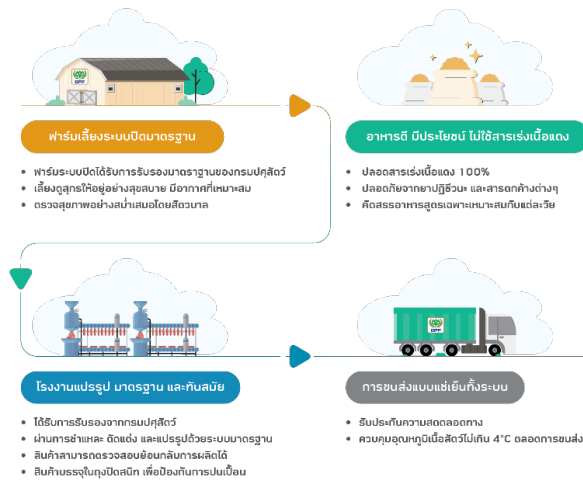 GFF
ฟาร์มเลี้ยงระบบปิดมาตรฐาน
ฟาร์มระบบปิดได้รับการรับรองมาตราฐานของกรมปศุสัตว์
เลี้ยงดูสุกรให้อยู่อย่างสุขสบาย มีอากาศที่เหมาะสม
ตรวจสุขภาพอย่างสม่ำเสมอโดยสัตวบาล
อาหารดี มีประโยชน์ ไม่ใช้สารเร่งเนื้อแดง
ปลอดสารเร่งเนื้อแดง 100%
ปลอดภัยจากยาปฏิชีวนะ และสารตกค้างต่างๆ
คัดสรรอาหารสูตรเฉพาะเหมาะสมกับแต่ละวัย
โรงงานแปรรูป มาตรฐาน และทันสมัย
ได้รับการรับรองจากกรมปศุสัตว์
ผ่านการชำแหละ ตัดแต่ง และแปรรูปด้วยระบบมาตรฐาน
สินค้าสามารถตรวจสอบย้อนกลับการผลิตได้
สินค้าบรรจุในถุงปิดสนิท เพื่อป้องกันการปนเปื้อน
GFF
การขนส่งแบบแช่เย็นทั้งระบบ
รับประกันความสดตลอดทาง
ควบคุมอุณหภูมิเนื้อสัตว์ไม่เกิน 4°C ตลอดการขนส่ง